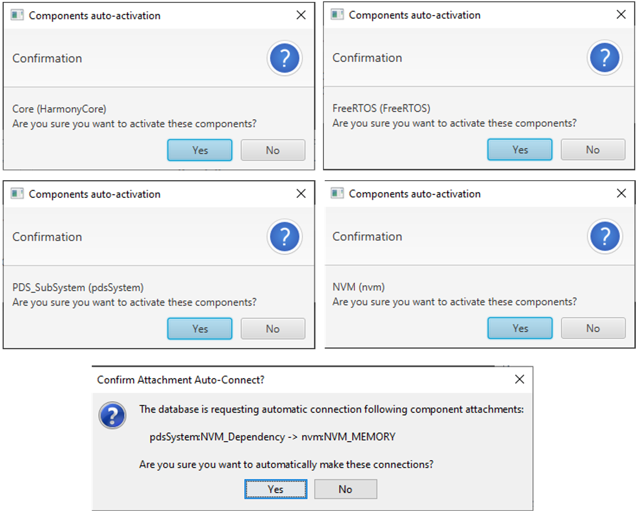 Components auto-activation
Confirmation
?
Core (HarmonyCore)
Are you sure you want to activate these components?
Yes No
Components auto-activation
Confirmation
?
FreeRTOS (FreeRTOS)
Are you sure you want to activate these components?
Yes No
Components auto-activation
Confirmation
?
PDS_SubSystem (pdsSystem)
Are you sure you want to activate these components?
Yes No
Components auto-activation
Confirmation
?
NVM (nvm)
Are you sure you want to activate these components?
Yes No
Confirm Attachment Auto-Connect?
?
The database is requesting automatic connection following component attachments:
pdsSystem:NVM_Dependency -> nvm:NVM_MEMORY
Are you sure you want to automatically make these connections?
Yes No